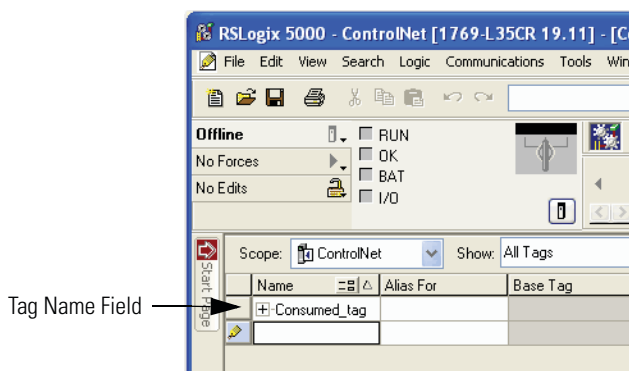 RSLogix 5000 - ControlNet [1769-L35CR 19.11] - [C
File Edit View Search Logic Communications Tools Win
Offline
RUN
No Forces
OK
BAT
No Edits
I/O
Start Page
Scope: ControlNet Show: All Tags
Name Alias For Base Tag
Tag Name Field
Consumed_tag